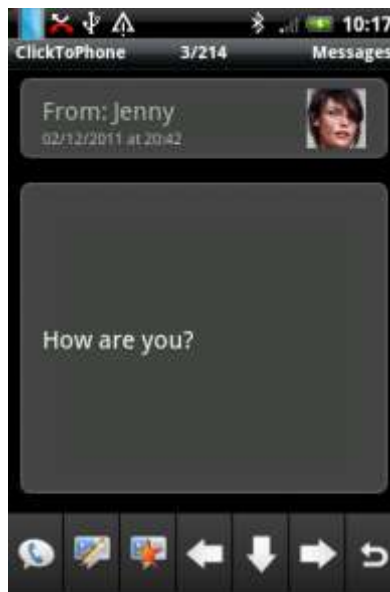 10:17
ClickToPhone 3/214 Messages
From: Jenny
02/12/2011 at 20:42
How are you?